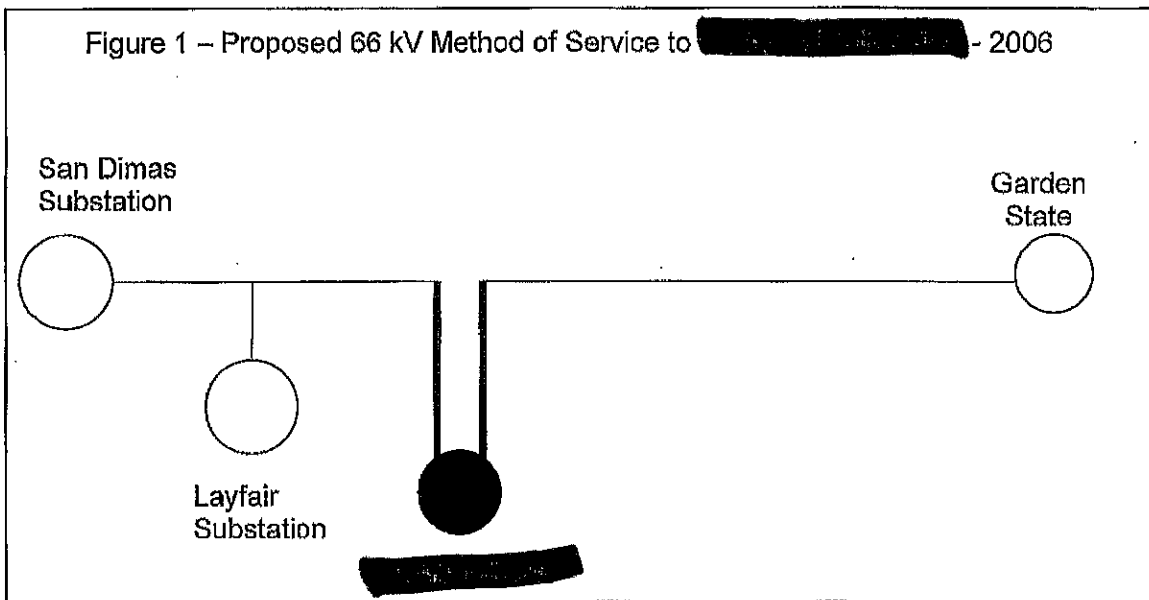 Figure 1 – Proposed 66 kV Method of Service to - 2006
San Dimas
Substation
Garden
State
Layfair
Substation